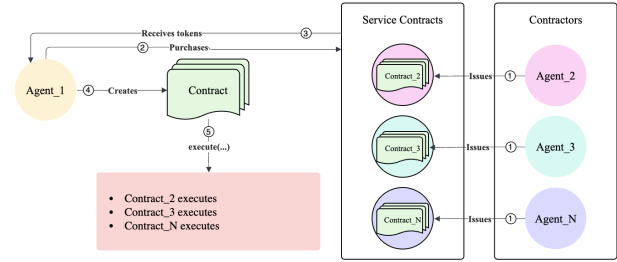 Service Contracts
Contractors
Receives tokens
3
2
Purchases
Agent_1
4
Creates
Contract
5
execute(...)
Contract_2 executes
Contract_3 executes
Contract_N executes
Contract_2
Issues
1
Agent_2
Contract_3
Issues
1
Agent_3
Contract_N
Issues
1
Agent_N